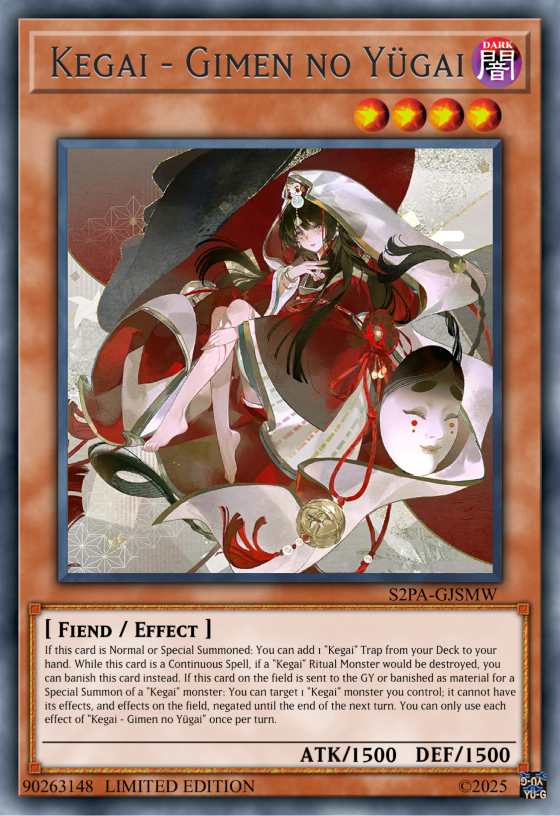 KEGAI - GIMEN NO YÜGAI
DARK
闇
S2PA-GJSMW
[ FIEND / EFFECT ]
If this card is Normal or Special Summoned: You can add 1 "Kegai" Trap from your Deck to your
hand. While this card is a Continuous Spell, if a "Kegai" Ritual Monster would be destroyed, you
can banish this card instead. If this card on the field is sent to the GY or banished as material for a
Special Summon of a "Kegai" monster: You can target 1 "Kegai" monster you control; it cannot have
its effects, and effects on the field, negated until the end of the next turn. You can only use each
effect of "Kegai - Gimen no Yügai" once per turn.
ATK/1500 DEF/1500
90263148 LIMITED EDITION
©2025
YU-G